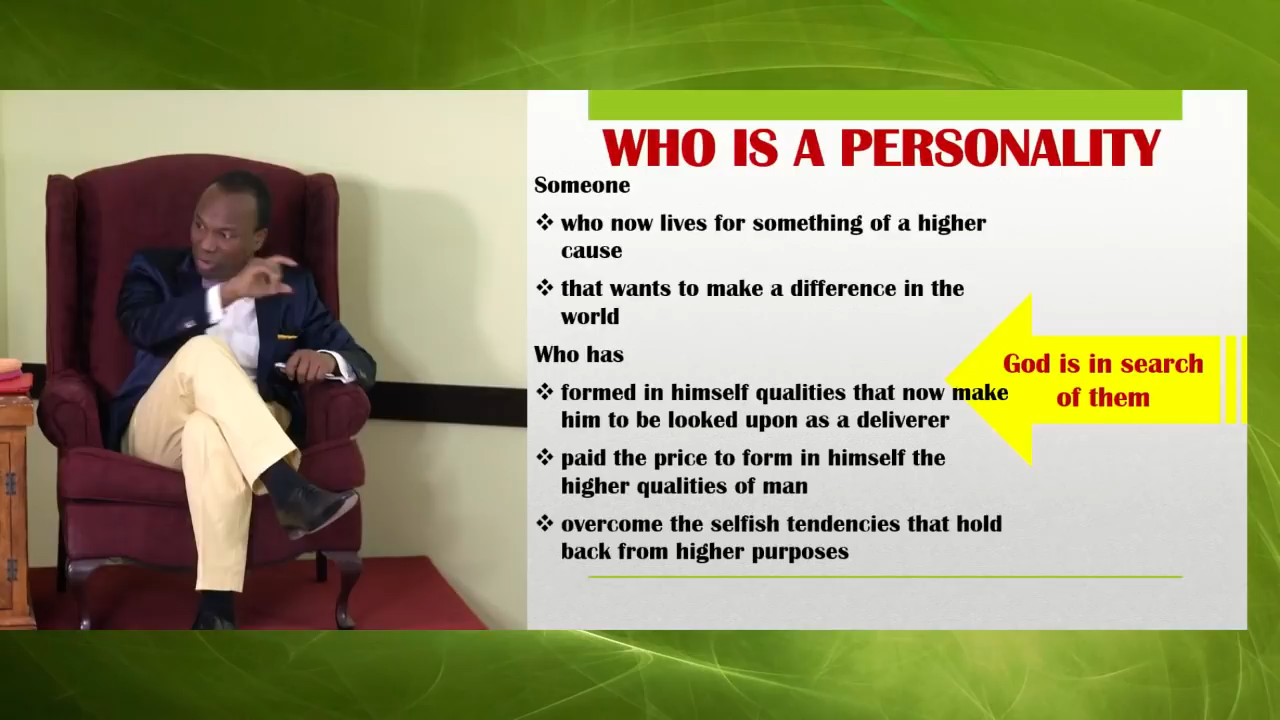 WHO IS A PERSONALITY
Someone
❖ who now lives for something of a higher
cause
❖ that wants to make a difference in the
world
Who has
❖ formed in himself qualities that now make
him to be looked upon as a deliverer
❖ paid the price to form in himself the
higher qualities of man
❖ overcome the selfish tendencies that hold
back from higher purposes
God is in search
of them